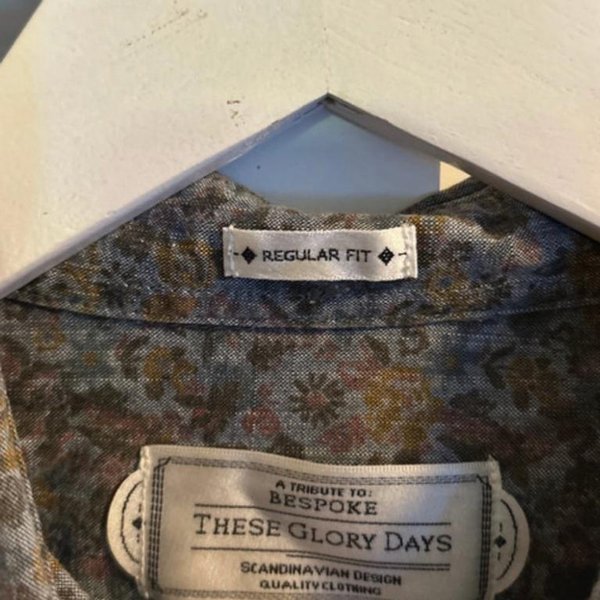 REGULAR FIT
A TRIBUTE TO:
BESPOKE
THESE GLORY DAYS
SCANDINAVIAN DESIGN
QUALITY CLOTHING